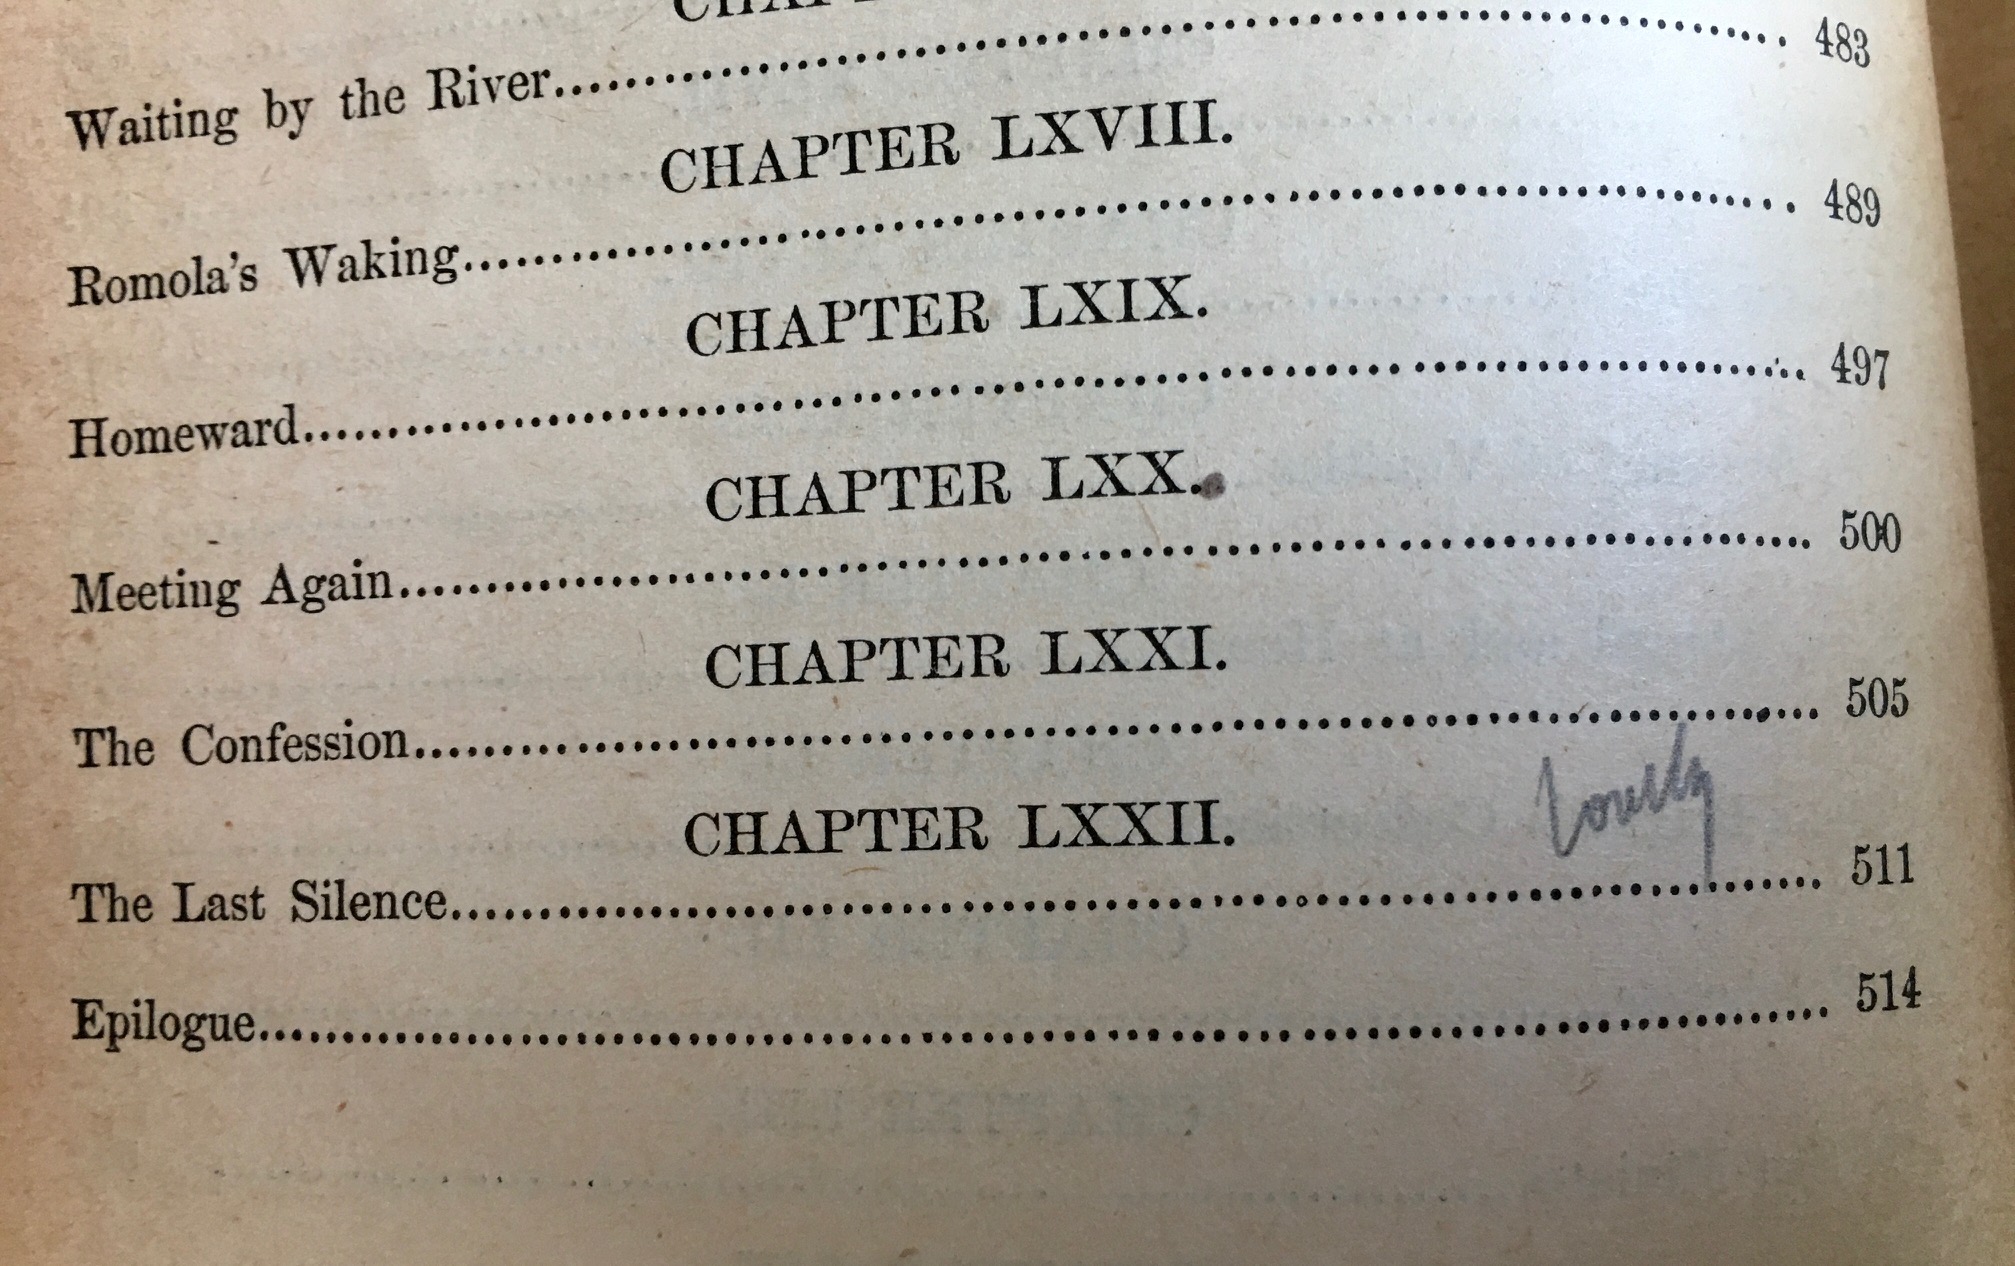 Waiting by the River........................................ 483
CHAPTER LXVIII.
Romola's Waking........................................ 489
CHAPTER LXIX.
Homeward........................................ 497
CHAPTER LXX.
Meeting Again........................................ 500
CHAPTER LXXI.
The Confession........................................ 505
lovely
CHAPTER LXXII.
The Last Silence........................................ 511
Epilogue........................................ 514